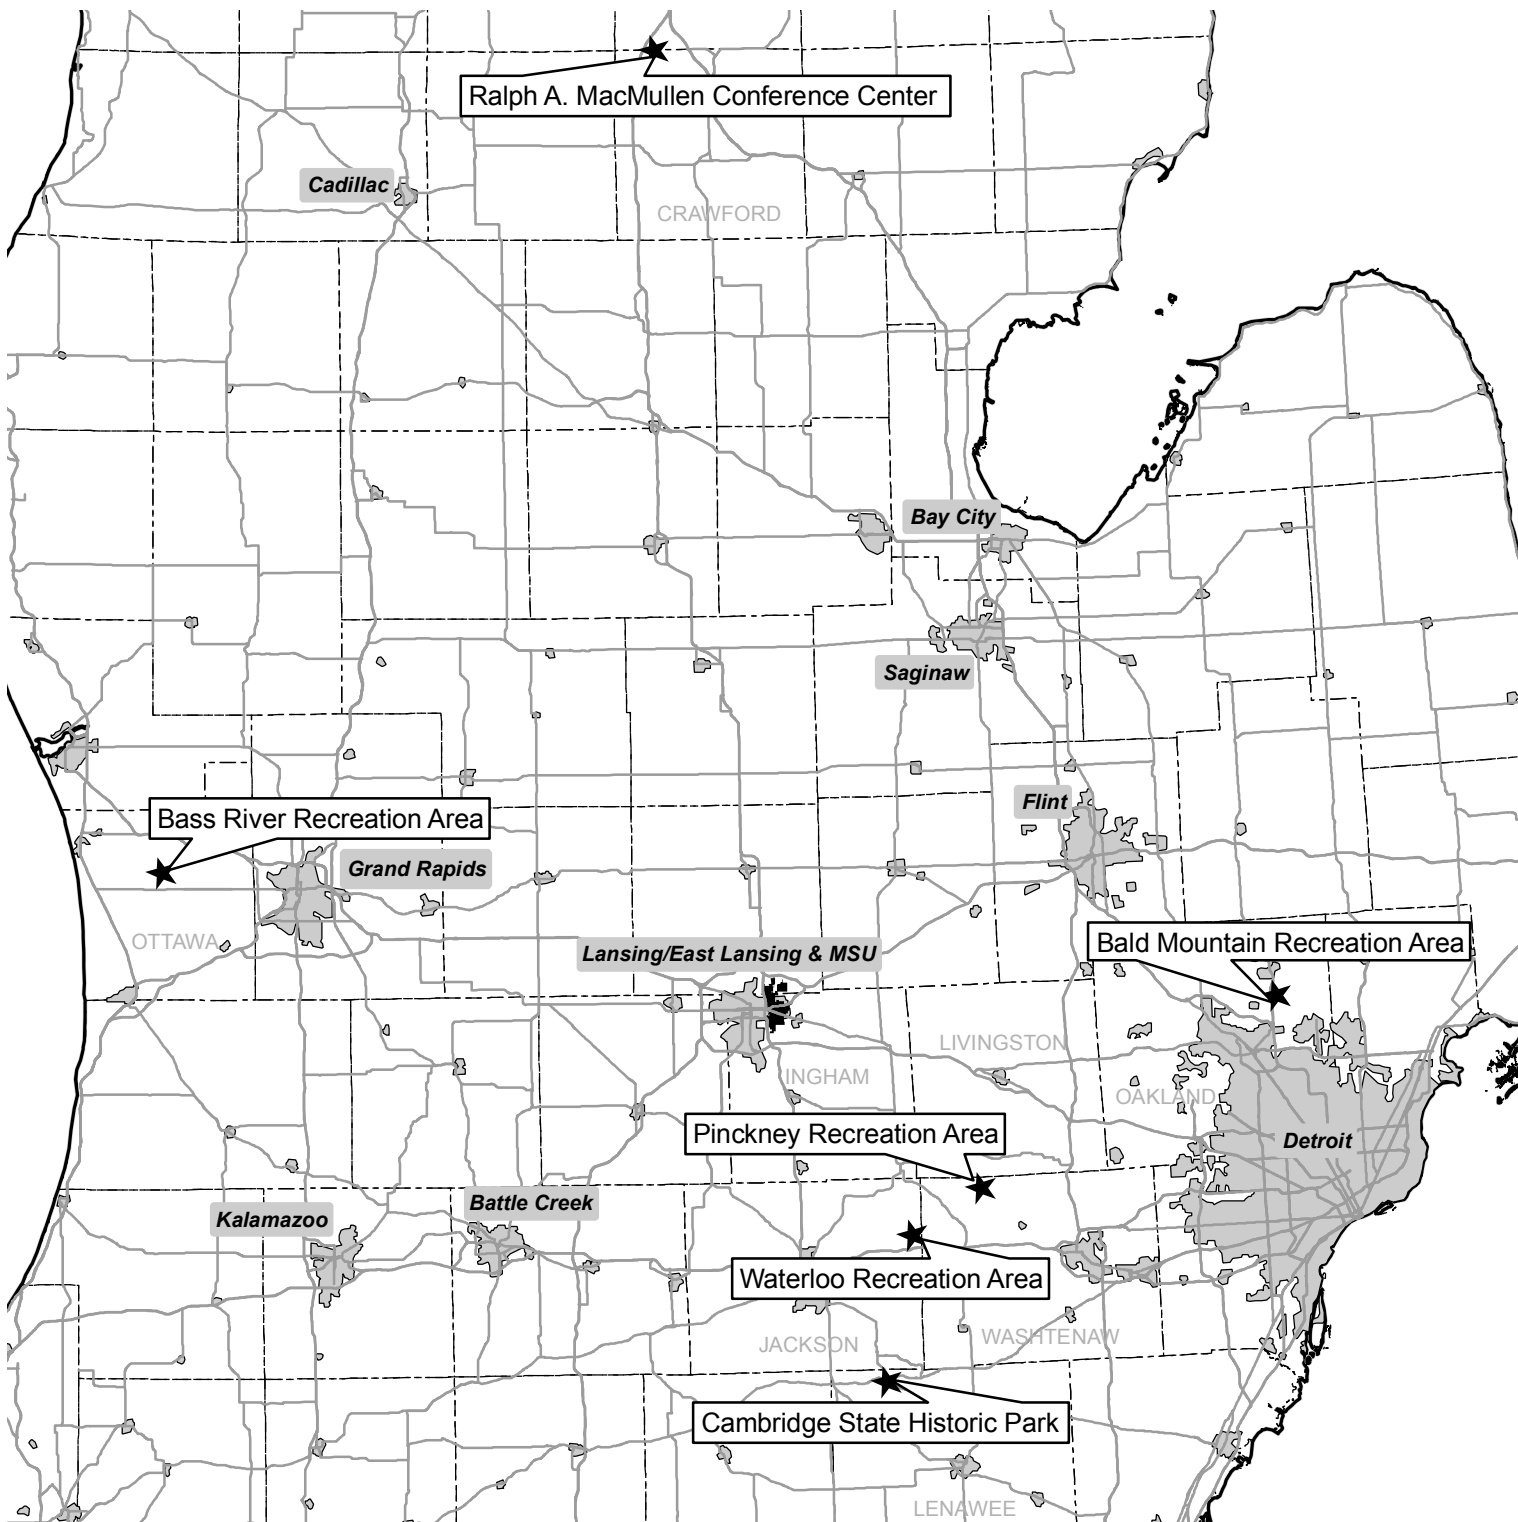 Ralph A. MacMullen Conference Center
Cadillac
CRAWFORD
Bay City
Saginaw
Flint
Bass River Recreation Area
Grand Rapids
OTTAWA
Lansing/East Lansing & MSU
Bald Mountain Recreation Area
LIVINGSTON
INGHAM
OAKLAND
Pinckney Recreation Area
Detroit
Battle Creek
Kalamazoo
Waterloo Recreation Area
WASHTENAW
JACKSON
Cambridge State Historic Park
LENAWEE